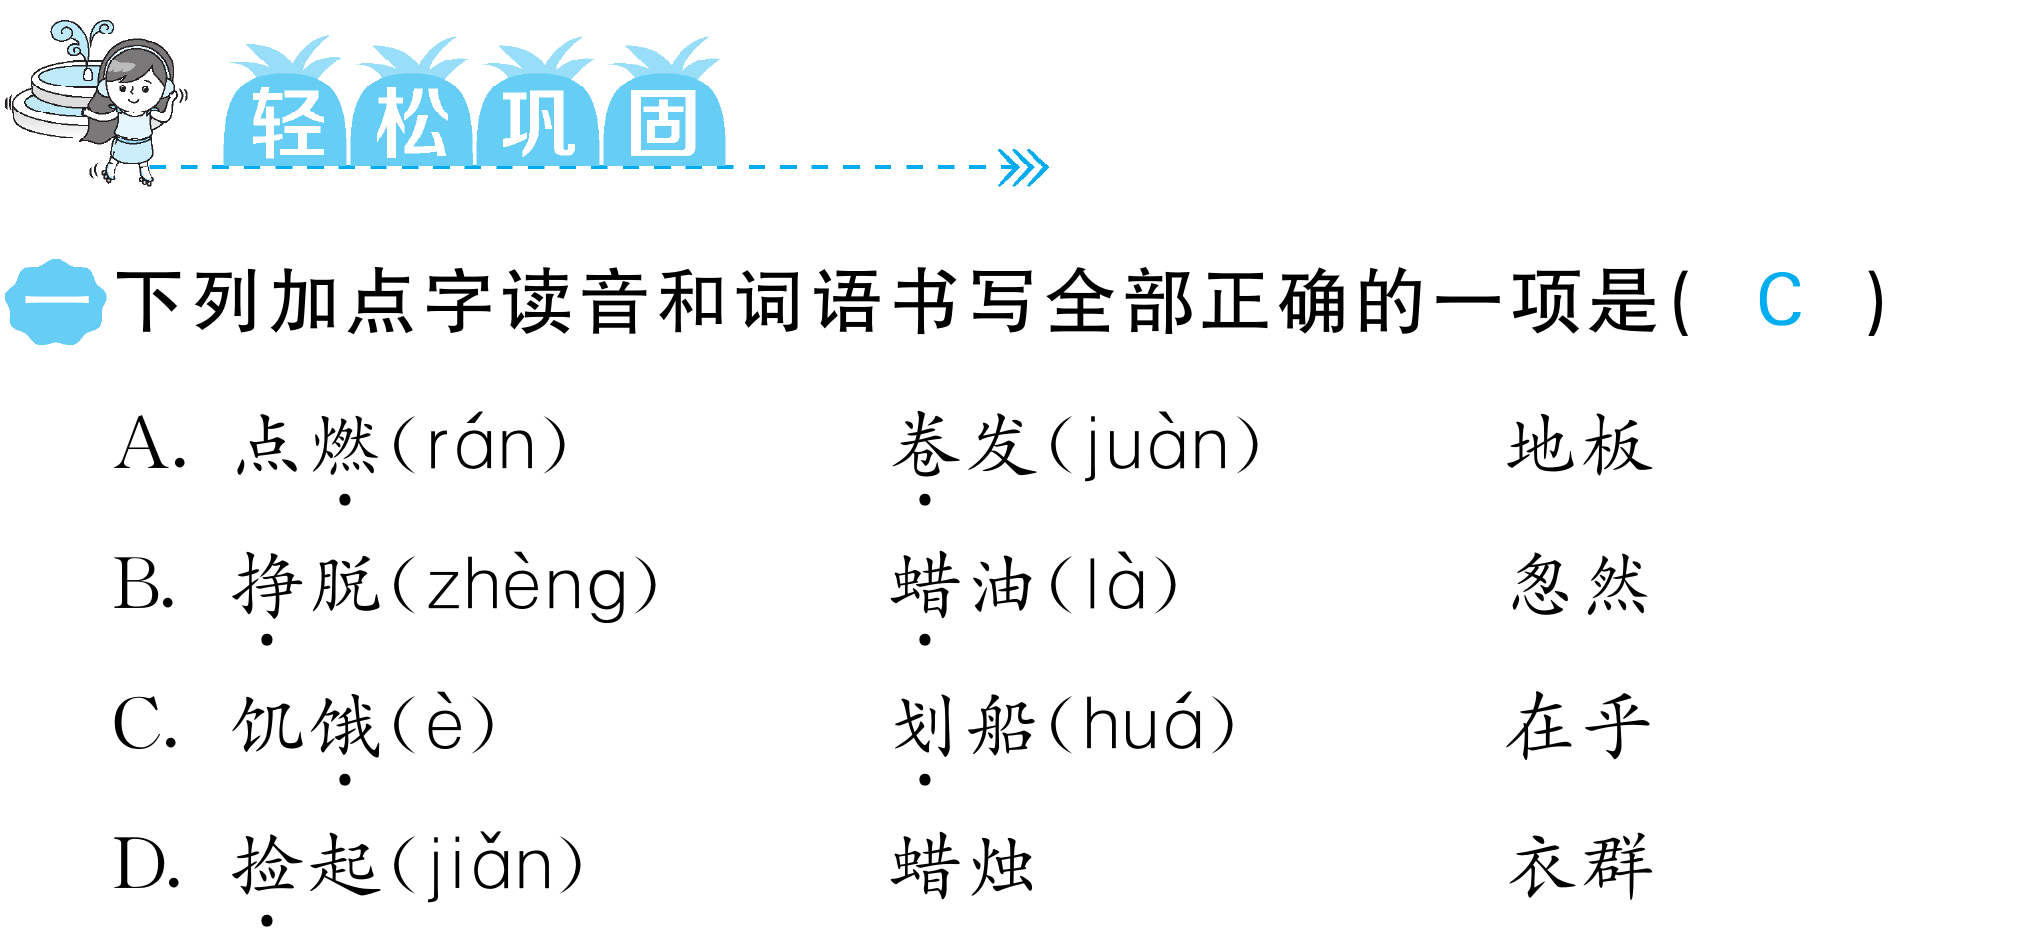 轻松巩固
一 下列加点字读音和词语书写全部正确的一项是( C )
A. 点燃(rán) 卷发(juàn) 地板
B. 挣脱(zhèng) 蜡油(là) 忽然
C. 饥饿(è) 划船(huá) 在乎
D. 捡起(jiǎn) 蜡烛 衣群